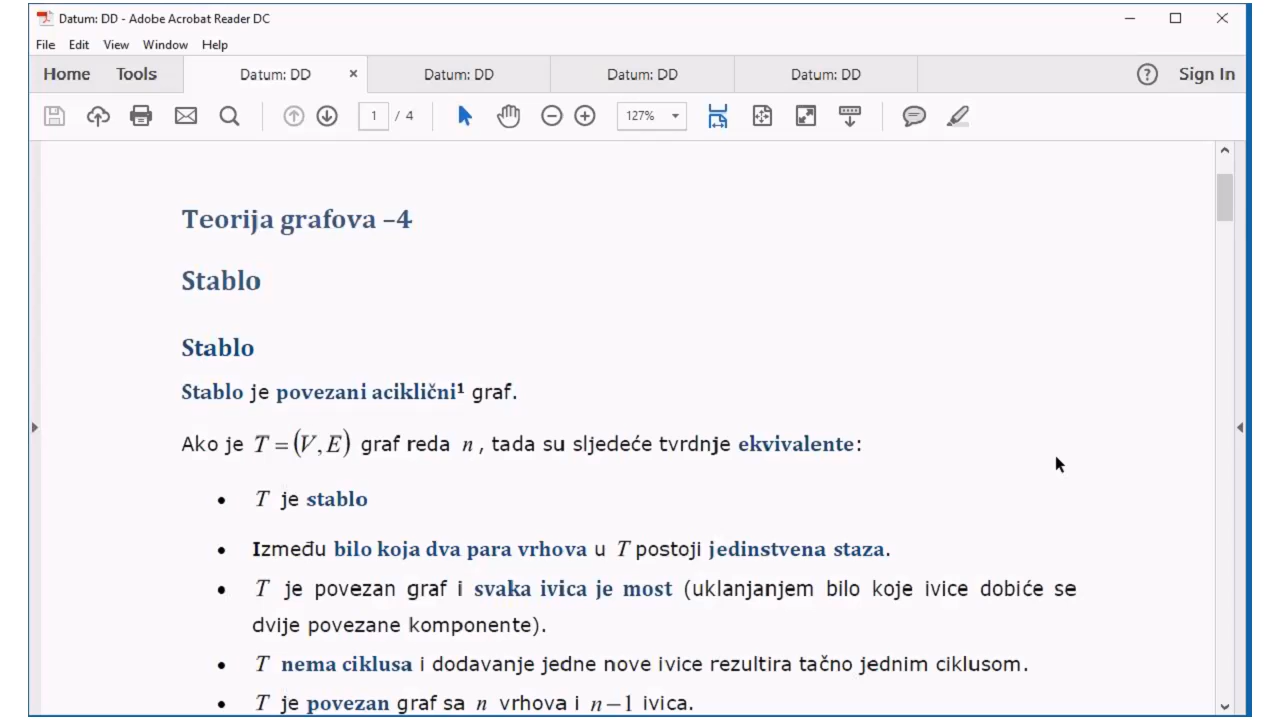 Datum: DD - Adobe Acrobat Reader DC
File Edit View Window Help
Home Tools Datum: DD × Datum: DD Datum: DD Datum: DD ? Sign In
1 / 4 127%
Teorija grafova –4
Stablo
Stablo
Stablo je povezani aciklični¹ graf.
Ako je T = (V, E) graf reda n , tada su sljedeće tvrdnje ekvivalente:
• T je stablo
• Između bilo koja dva para vrhova u T postoji jedinstvena staza.
• T je povezan graf i svaka ivica je most (uklanjanjem bilo koje ivice dobiće se
dvije povezane komponente).
• T nema ciklusa i dodavanje jedne nove ivice rezultira tačno jednim ciklusom.
• T je povezan graf sa n vrhova i n−1 ivica.